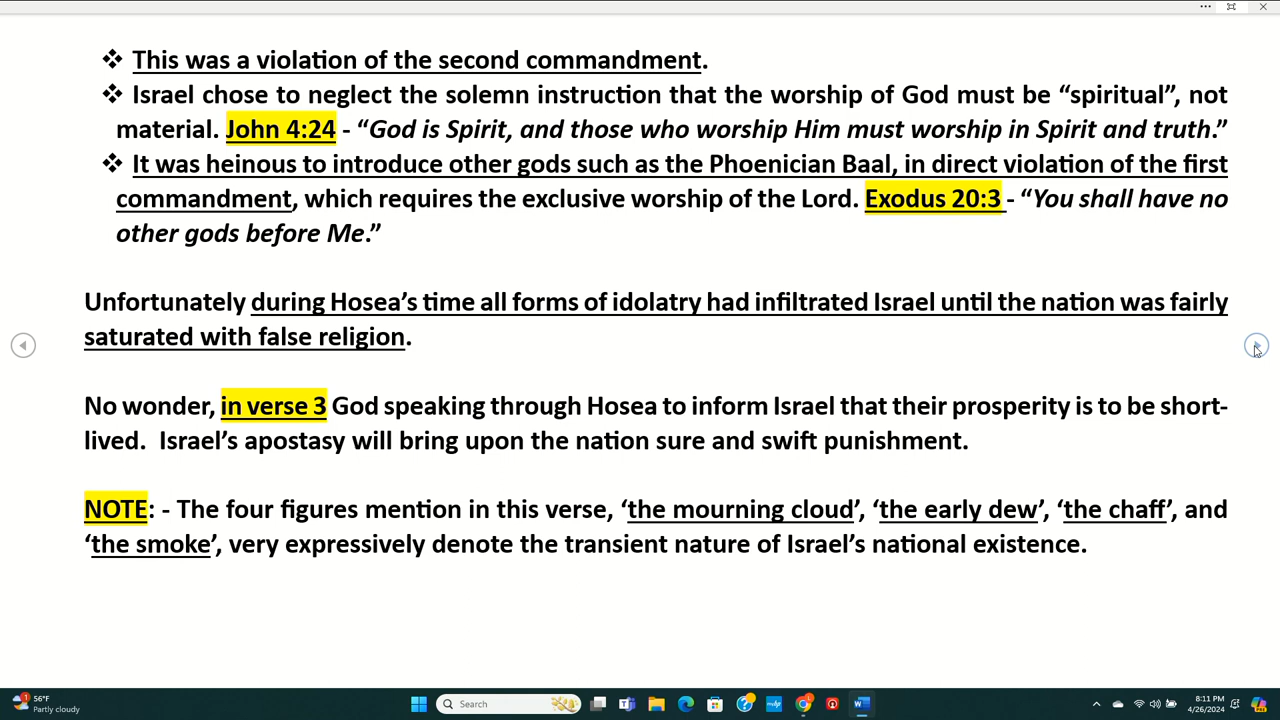 ❖ This was a violation of the second commandment.
❖ Israel chose to neglect the solemn instruction that the worship of God must be “spiritual”, not
material. John 4:24 - “God is Spirit, and those who worship Him must worship in Spirit and truth.”
❖ It was heinous to introduce other gods such as the Phoenician Baal, in direct violation of the first
commandment, which requires the exclusive worship of the Lord. Exodus 20:3 - “You shall have no
other gods before Me.”
Unfortunately during Hosea’s time all forms of idolatry had infiltrated Israel until the nation was fairly
saturated with false religion.
No wonder, in verse 3 God speaking through Hosea to inform Israel that their prosperity is to be short-
lived. Israel’s apostasy will bring upon the nation sure and swift punishment.
NOTE: - The four figures mention in this verse, ‘the mourning cloud’, ‘the early dew’, ‘the chaff’, and
‘the smoke’, very expressively denote the transient nature of Israel’s national existence.
1
56°F
Partly cloudy
Search
8:11 PM
4/26/2024